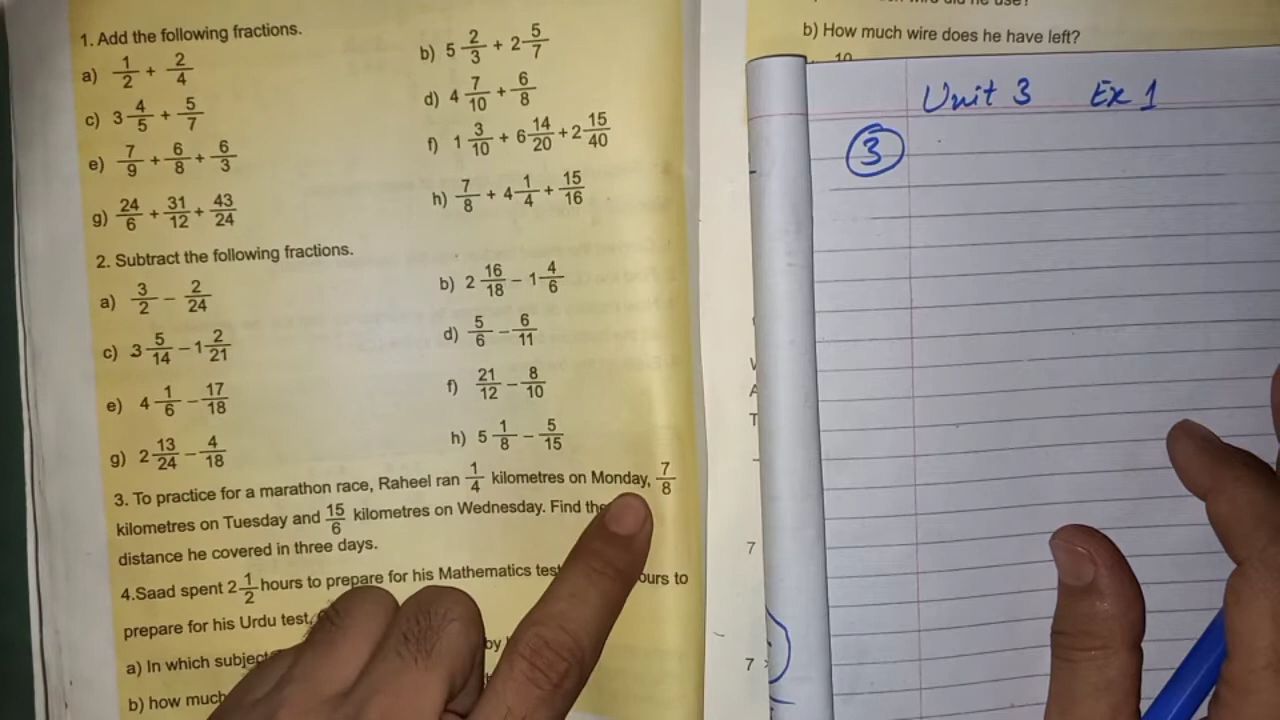 1. Add the following fractions.
a) 1/2 + 2/4
b) 5 2/3 + 2 5/7
c) 3 4/5 + 5/7
d) 4 7/10 + 6/8
e) 7/9 + 6/8 + 6/3
f) 1 3/10 + 6 14/20 + 2 15/40
g) 24/6 + 31/12 + 43/24
h) 7/8 + 4 1/4 + 15/16
2. Subtract the following fractions.
a) 3/2 − 2/24
b) 2 16/18 − 1 4/6
c) 3 5/14 − 1 2/21
d) 5/6 − 6/11
e) 4 1/6 − 17/18
f) 21/12 − 8/10
g) 2 13/24 − 4/18
h) 5 1/8 − 5/15
3. To practice for a marathon race, Raheel ran 1/4 kilometres on Monday, 7/8
kilometres on Tuesday and 15/6 kilometres on Wednesday. Find the
distance he covered in three days.
4.Saad spent 2 1/2 hours to prepare for his Mathematics test to
prepare for his Urdu test
a) In which subject by
b) how much
b) How much wire does he have left?
10
Unit 3 Ex 1
3
7
7